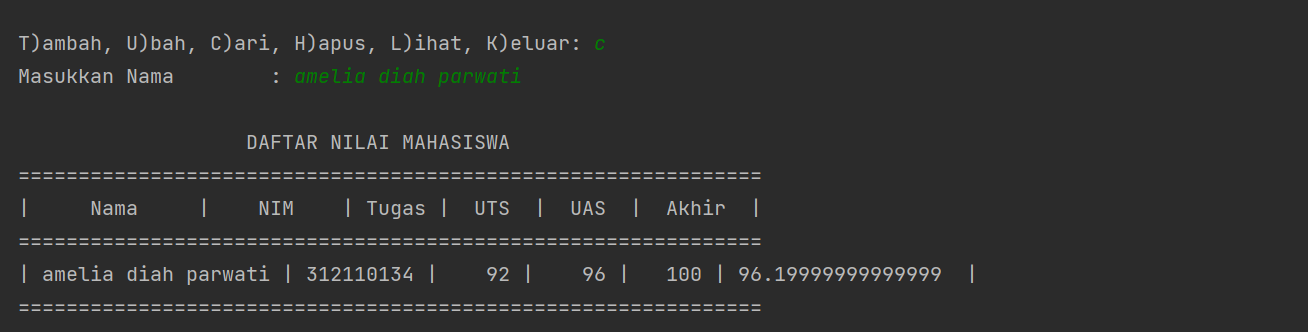 T)ambah, U)bah, C)ari, H)apus, L)ihat, K)eluar: c
Masukkan Nama        : amelia diah parwati
DAFTAR NILAI MAHASISWA
==============================================================
|     Nama     |    NIM    | Tugas |  UTS  |  UAS  |  Akhir  |
==============================================================
| amelia diah parwati | 312110134 |    92 |    96 |   100 | 96.19999999999999  |
==============================================================